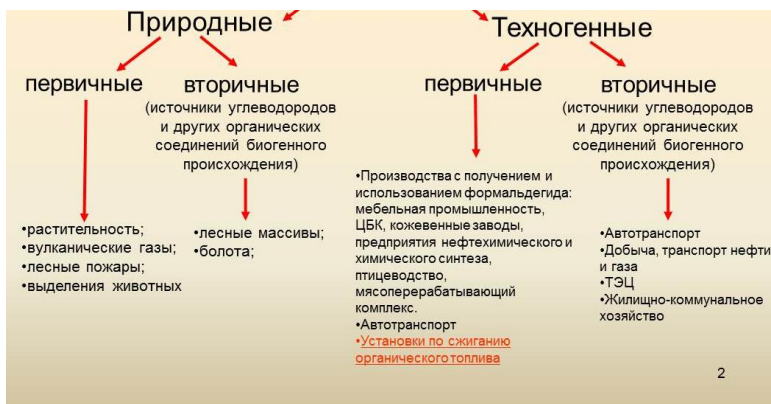 Природные
Техногенные
первичные
вторичные
(источники углеводородов
и других органических
соединений биогенного
происхождения)
•растительность;
•вулканические газы;
•лесные пожары;
•выделения животных
•лесные массивы;
•болота;
первичные
•Производства с получением и
использованием формальдегида:
мебельная промышленность,
ЦБК, кожевенные заводы,
предприятия нефтехимического и
химического синтеза,
птицеводство,
мясоперерабатывающий
комплекс.
•Автотранспорт
•Установки по сжиганию
органического топлива
вторичные
(источники углеводородов
и других органических
соединений биогенного
происхождения)
•Автотранспорт
•Добыча, транспорт нефти
и газа
•ТЭЦ
•Жилищно-коммунальное
хозяйство
2